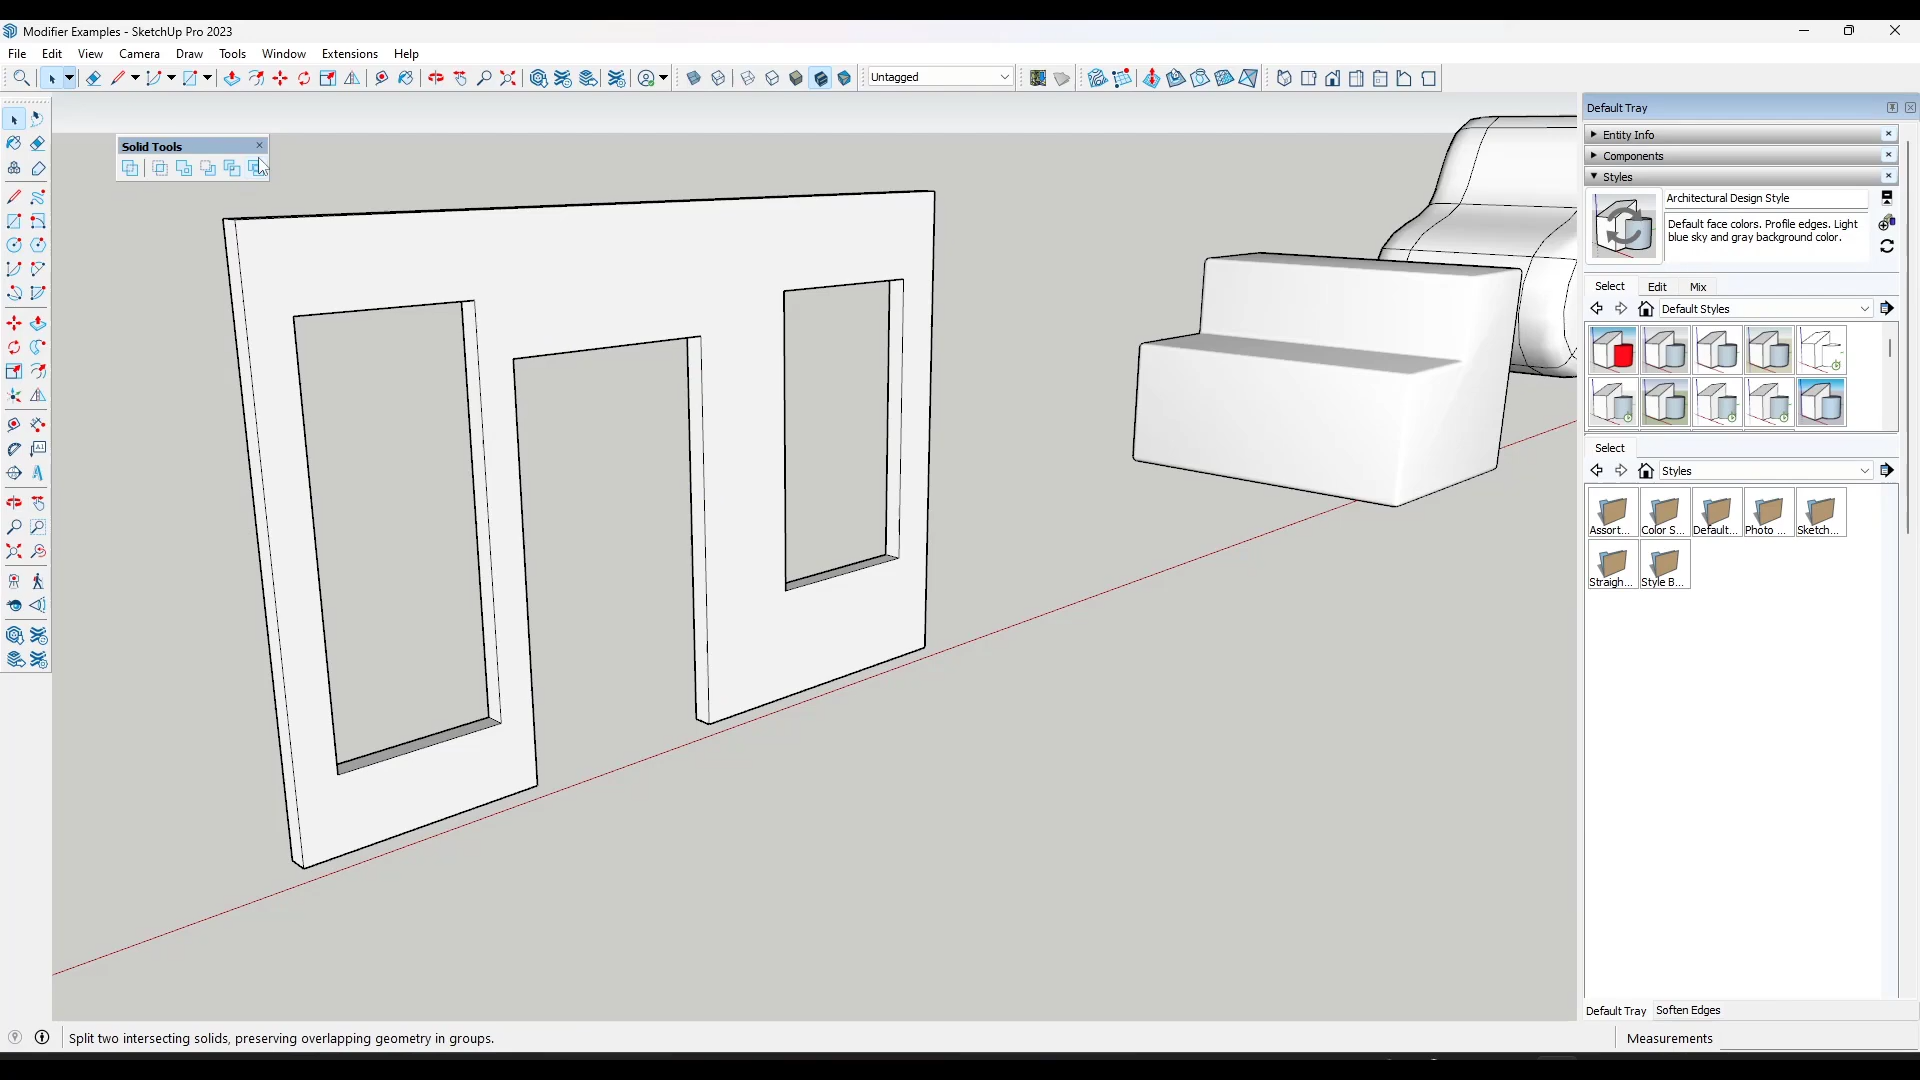 Modifier Examples - SketchUp Pro 2023
File Edit View Camera Draw Tools Window Extensions Help
Untagged
Default Tray
Solid Tools
Entity Info
Components
Styles
Architectural Design Style
Default face colors. Profile edges. Light
blue sky and gray background color.
Select Edit Mix
Default Styles
Select
Styles
Assort... Color S... Default... Photo ... Sketch...
Straigh... Style B...
Default Tray Soften Edges
Split two intersecting solids, preserving overlapping geometry in groups.
Measurements